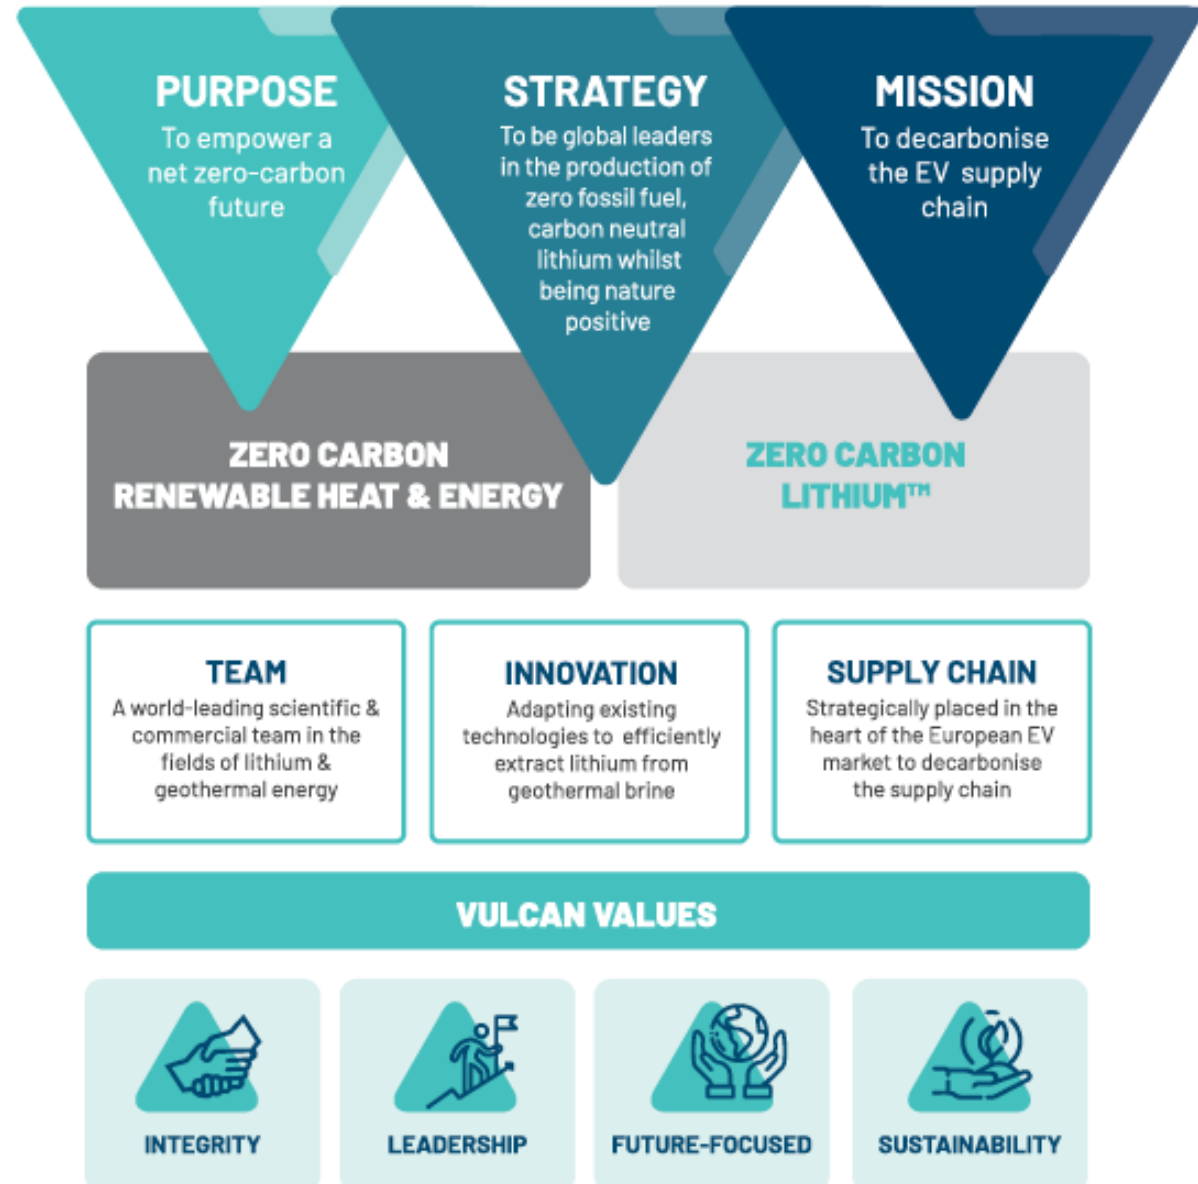 PURPOSE
To empower a
net zero-carbon
future
STRATEGY
To be global leaders
in the production of
zero fossil fuel,
carbon neutral
lithium whilst
being nature
positive
MISSION
To decarbonise
the EV supply
chain
ZERO CARBON
RENEWABLE HEAT & ENERGY
ZERO CARBON
LITHIUM™
TEAM
A world-leading scientific &
commercial team in the
fields of lithium &
geothermal energy
INNOVATION
Adapting existing
technologies to efficiently
extract lithium from
geothermal brine
SUPPLY CHAIN
Strategically placed in the
heart of the European EV
market to decarbonise
the supply chain
VULCAN VALUES
INTEGRITY
LEADERSHIP
FUTURE-FOCUSED
SUSTAINABILITY